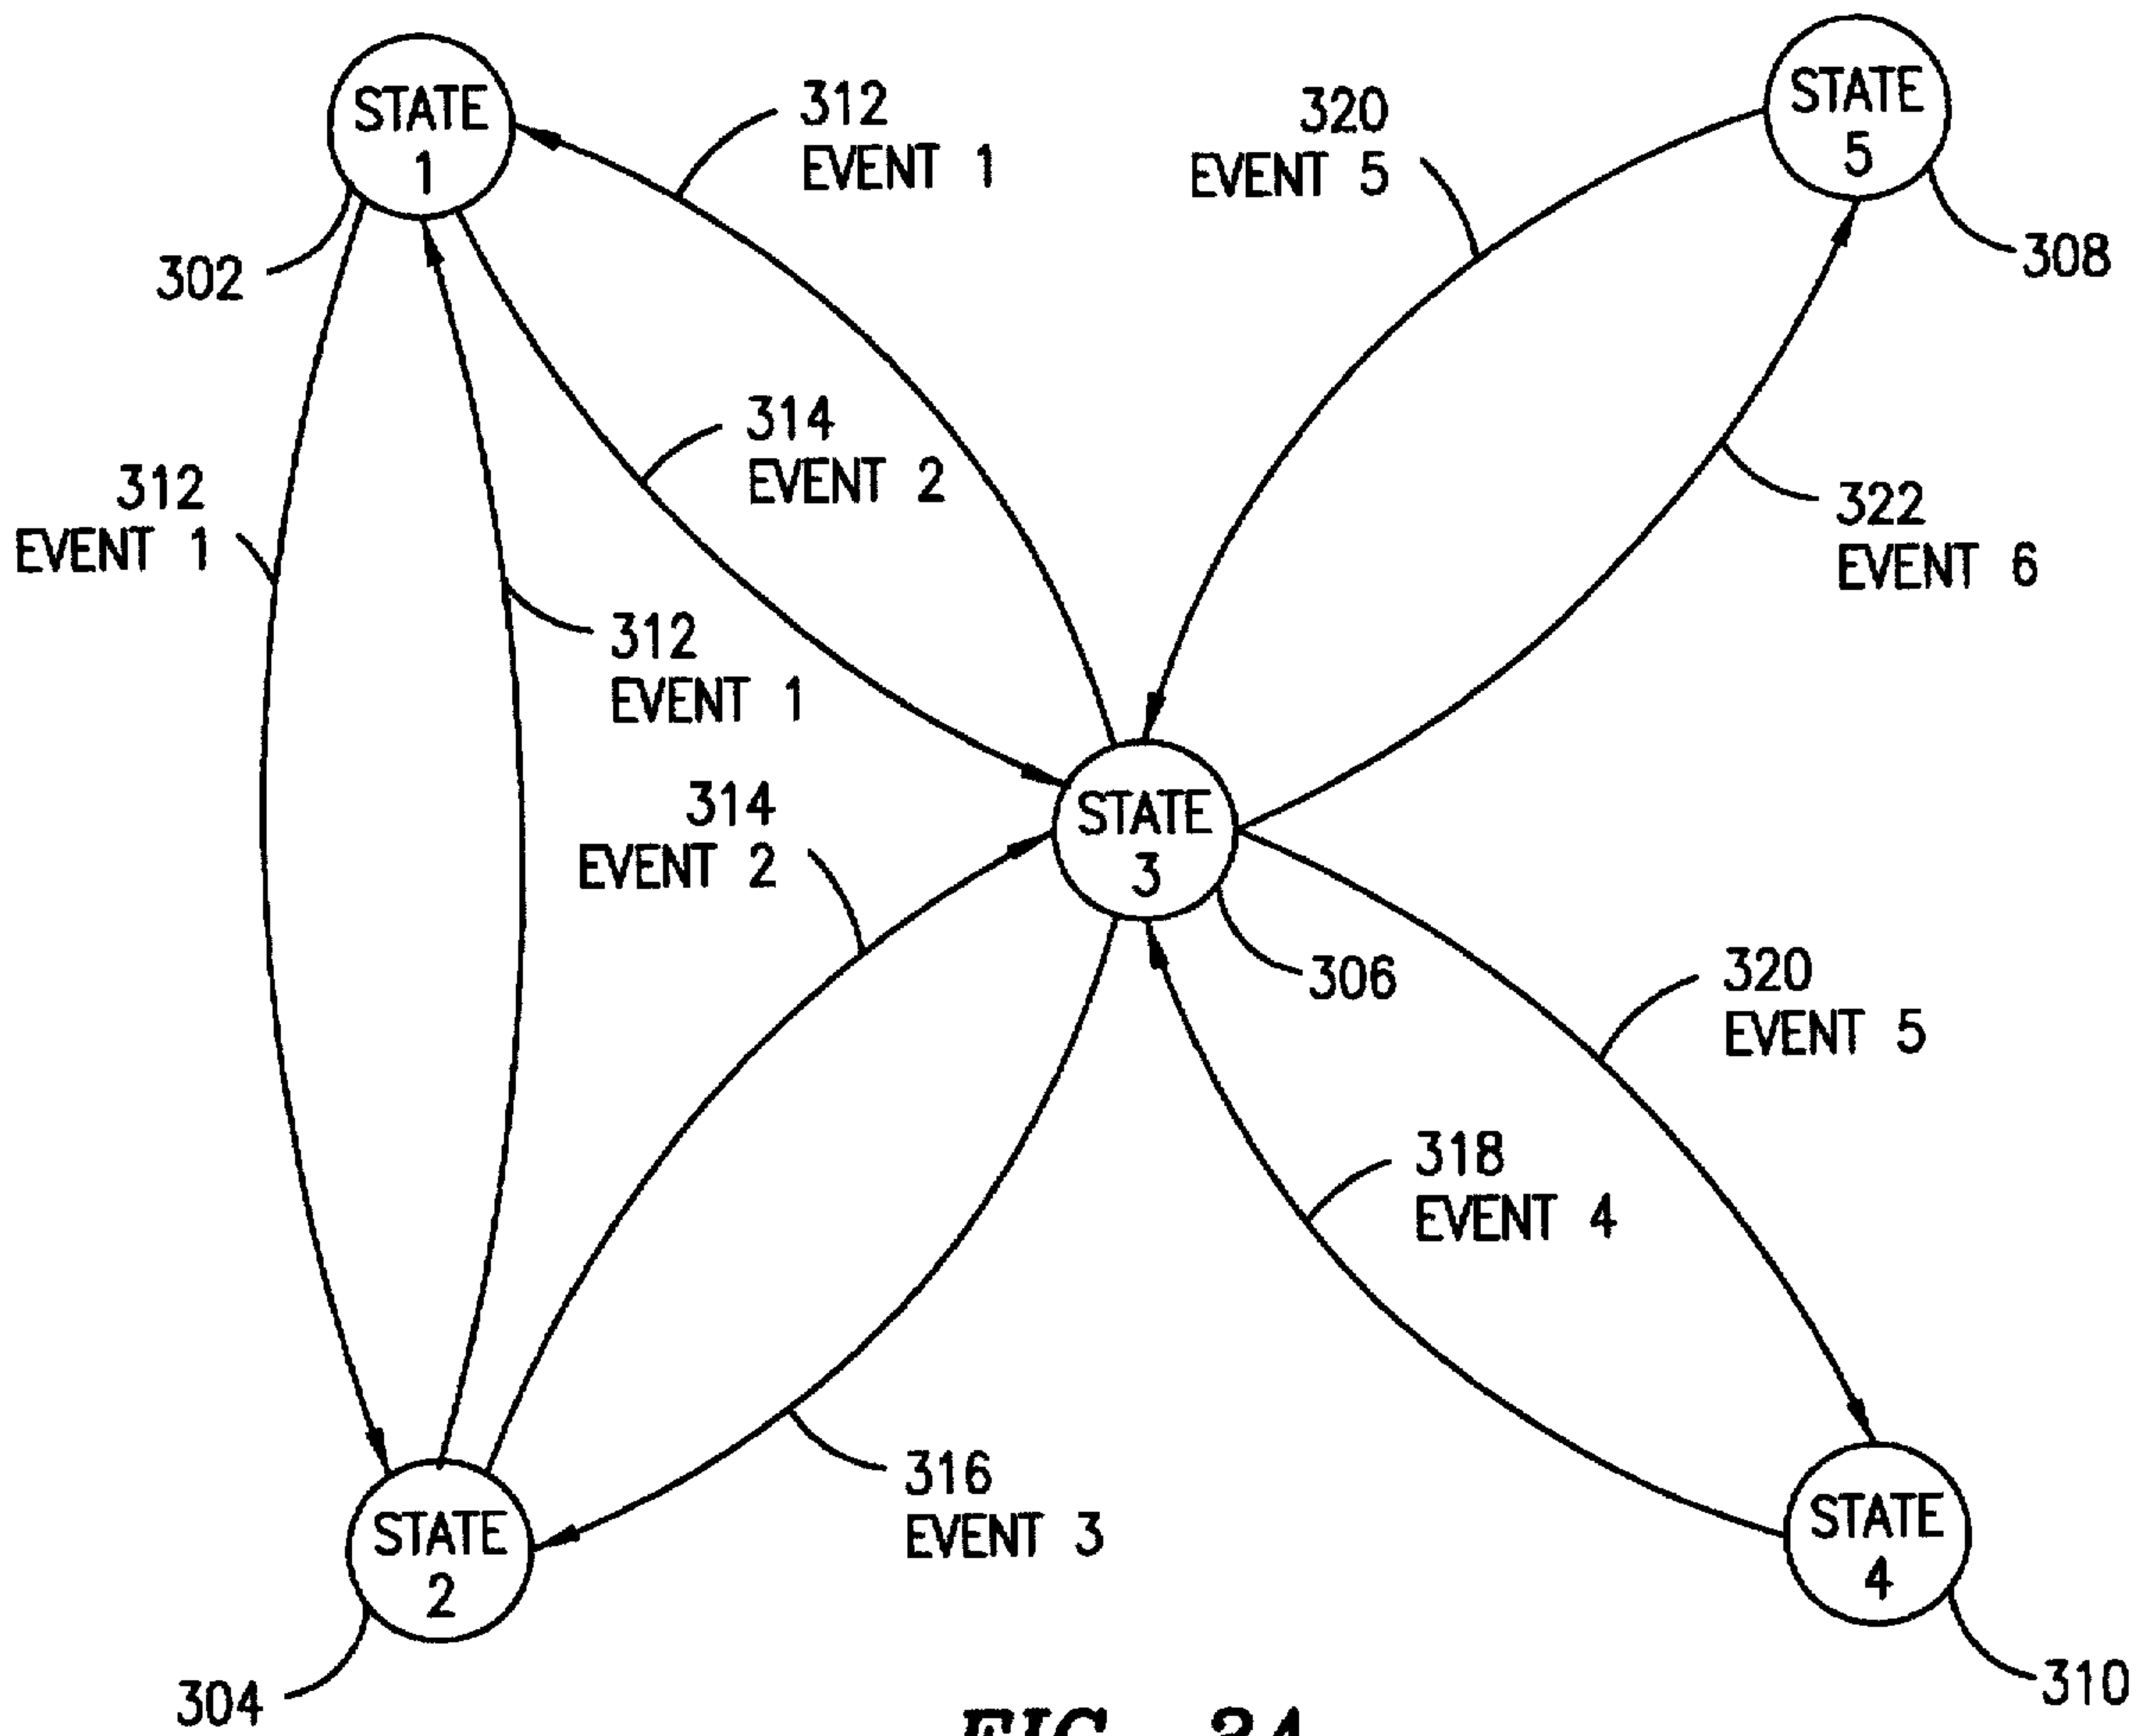 STATE
1
302
312
EVENT 1
320
EVENT 5
STATE
5
308
314
EVENT 2
312
EVENT 1
322
EVENT 6
312
EVENT 1
314
EVENT 2
STATE
3
306
320
EVENT 5
318
EVENT 4
316
EVENT 3
STATE
2
304
STATE
4
310